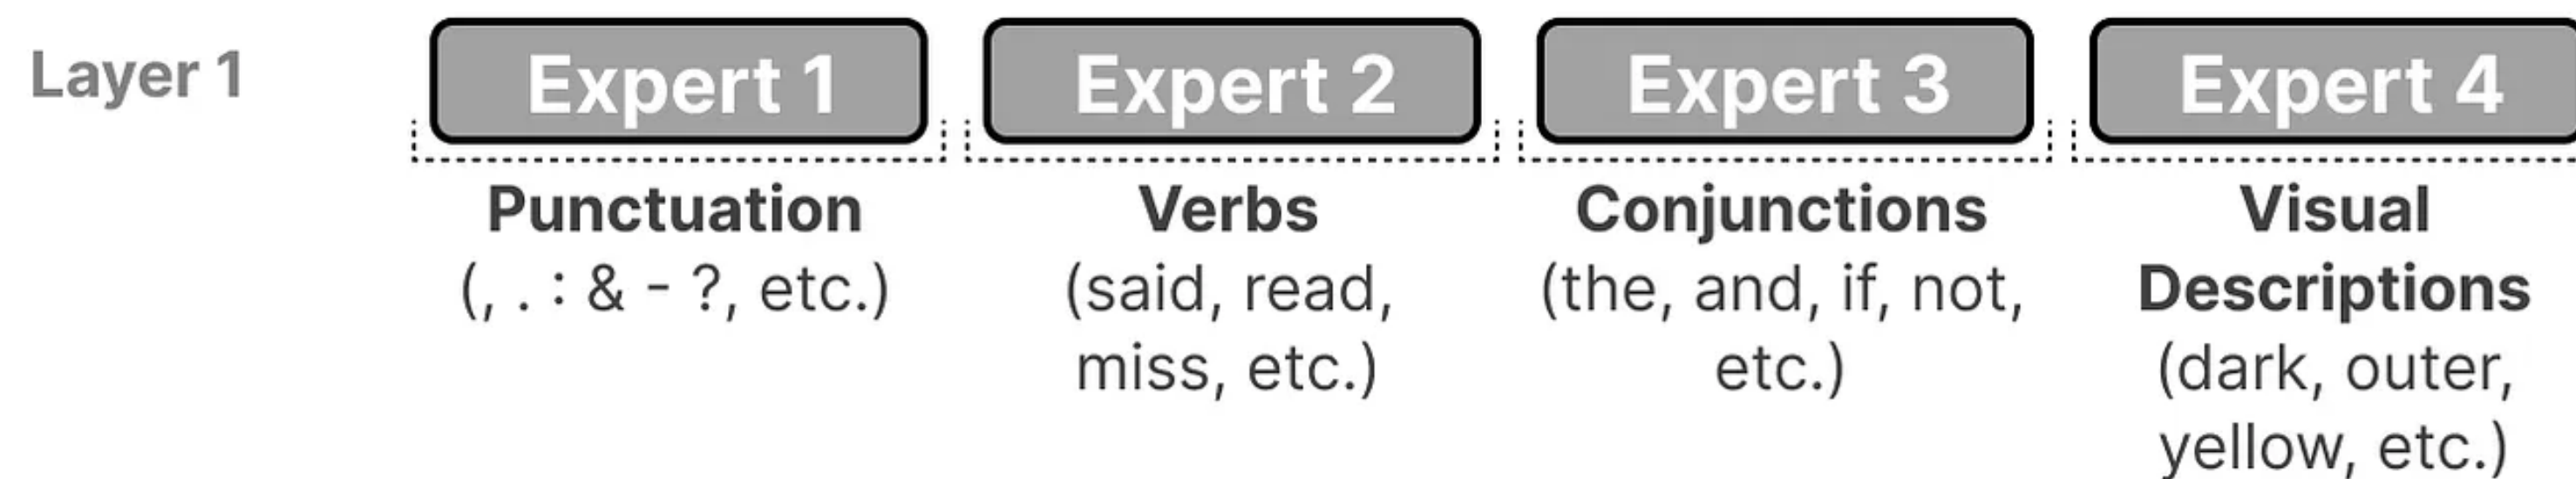 Layer 1
Expert 1
Expert 2
Expert 3
Expert 4
Punctuation
(, . : & - ?, etc.)
Verbs
(said, read,
miss, etc.)
Conjunctions
(the, and, if, not,
etc.)
Visual
Descriptions
(dark, outer,
yellow, etc.)